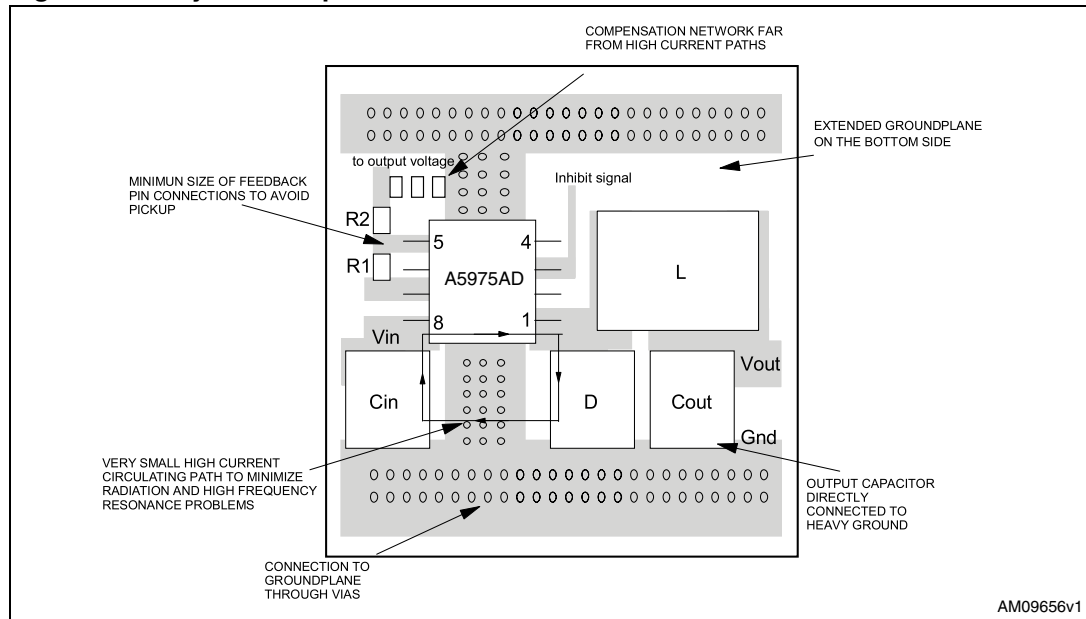 COMPENSATION NETWORK FAR
FROM HIGH CURRENT PATHS
EXTENDED GROUNDPLANE
ON THE BOTTOM SIDE
to output voltage
Inhibit signal
MINIMUN SIZE OF FEEDBACK
PIN CONNECTIONS TO AVOID
PICKUP
R2
5
4
R1
A5975AD
L
8
1
Vin
Vout
Cin
D
Cout
Gnd
VERY SMALL HIGH CURRENT
CIRCULATING PATH TO MINIMIZE
RADIATION AND HIGH FREQUENCY
RESONANCE PROBLEMS
OUTPUT CAPACITOR
DIRECTLY
CONNECTED TO
HEAVY GROUND
CONNECTION TO
GROUNDPLANE
THROUGH VIAS
AM09656v1